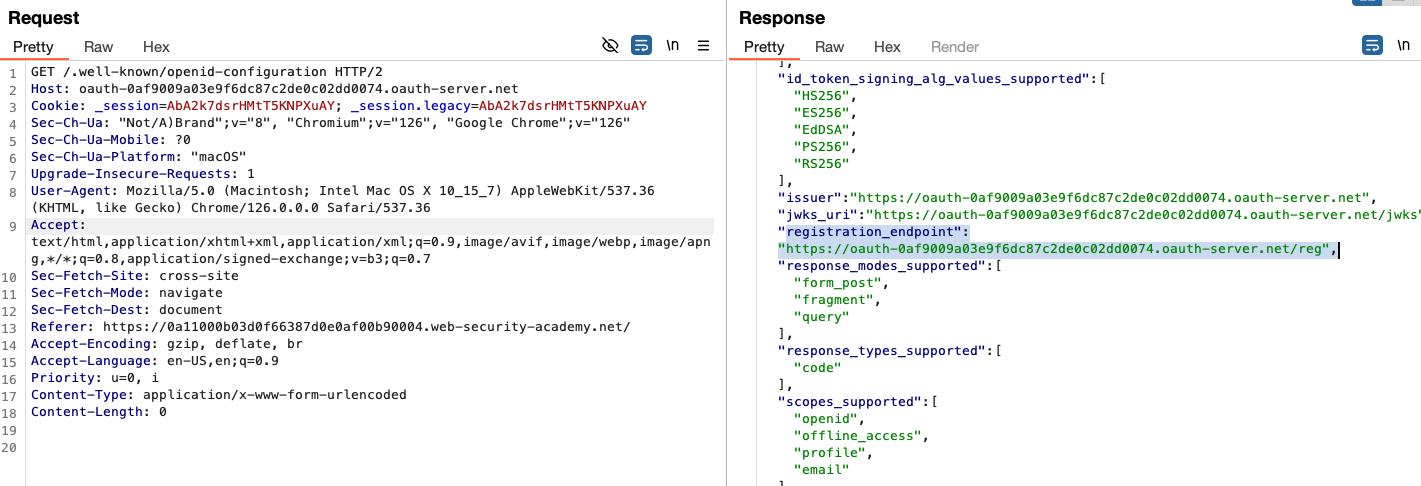 Request
Pretty Raw Hex \n
1 GET /.well-known/openid-configuration HTTP/2
2 Host: oauth-0af9009a03e9f6dc87c2de0c02dd0074.oauth-server.net
3 Cookie: _session=AbA2k7dsrHMtT5KNPXuAY; _session.legacy=AbA2k7dsrHMtT5KNPXuAY
4 Sec-Ch-Ua: "Not/A)Brand";v="8", "Chromium";v="126", "Google Chrome";v="126"
5 Sec-Ch-Ua-Mobile: ?0
6 Sec-Ch-Ua-Platform: "macOS"
7 Upgrade-Insecure-Requests: 1
8 User-Agent: Mozilla/5.0 (Macintosh; Intel Mac OS X 10_15_7) AppleWebKit/537.36
(KHTML, like Gecko) Chrome/126.0.0.0 Safari/537.36
9 Accept:
text/html,application/xhtml+xml,application/xml;q=0.9,image/avif,image/webp,image/apn
g,*/*;q=0.8,application/signed-exchange;v=b3;q=0.7
10 Sec-Fetch-Site: cross-site
11 Sec-Fetch-Mode: navigate
12 Sec-Fetch-Dest: document
13 Referer: https://0a11000b03d0f66387d0e0af00b90004.web-security-academy.net/
14 Accept-Encoding: gzip, deflate, br
15 Accept-Language: en-US,en;q=0.9
16 Priority: u=0, i
17 Content-Type: application/x-www-form-urlencoded
18 Content-Length: 0
19
20
Response
Pretty Raw Hex Render \n
],
"id_token_signing_alg_values_supported":[
"HS256",
"ES256",
"EdDSA",
"PS256",
"RS256"
],
"issuer":"https://oauth-0af9009a03e9f6dc87c2de0c02dd0074.oauth-server.net",
"jwks_uri":"https://oauth-0af9009a03e9f6dc87c2de0c02dd0074.oauth-server.net/jwks"
"registration_endpoint":
"https://oauth-0af9009a03e9f6dc87c2de0c02dd0074.oauth-server.net/reg",
"response_modes_supported":[
"form_post",
"fragment",
"query"
],
"response_types_supported":[
"code"
],
"scopes_supported":[
"openid",
"offline_access",
"profile",
"email"
]